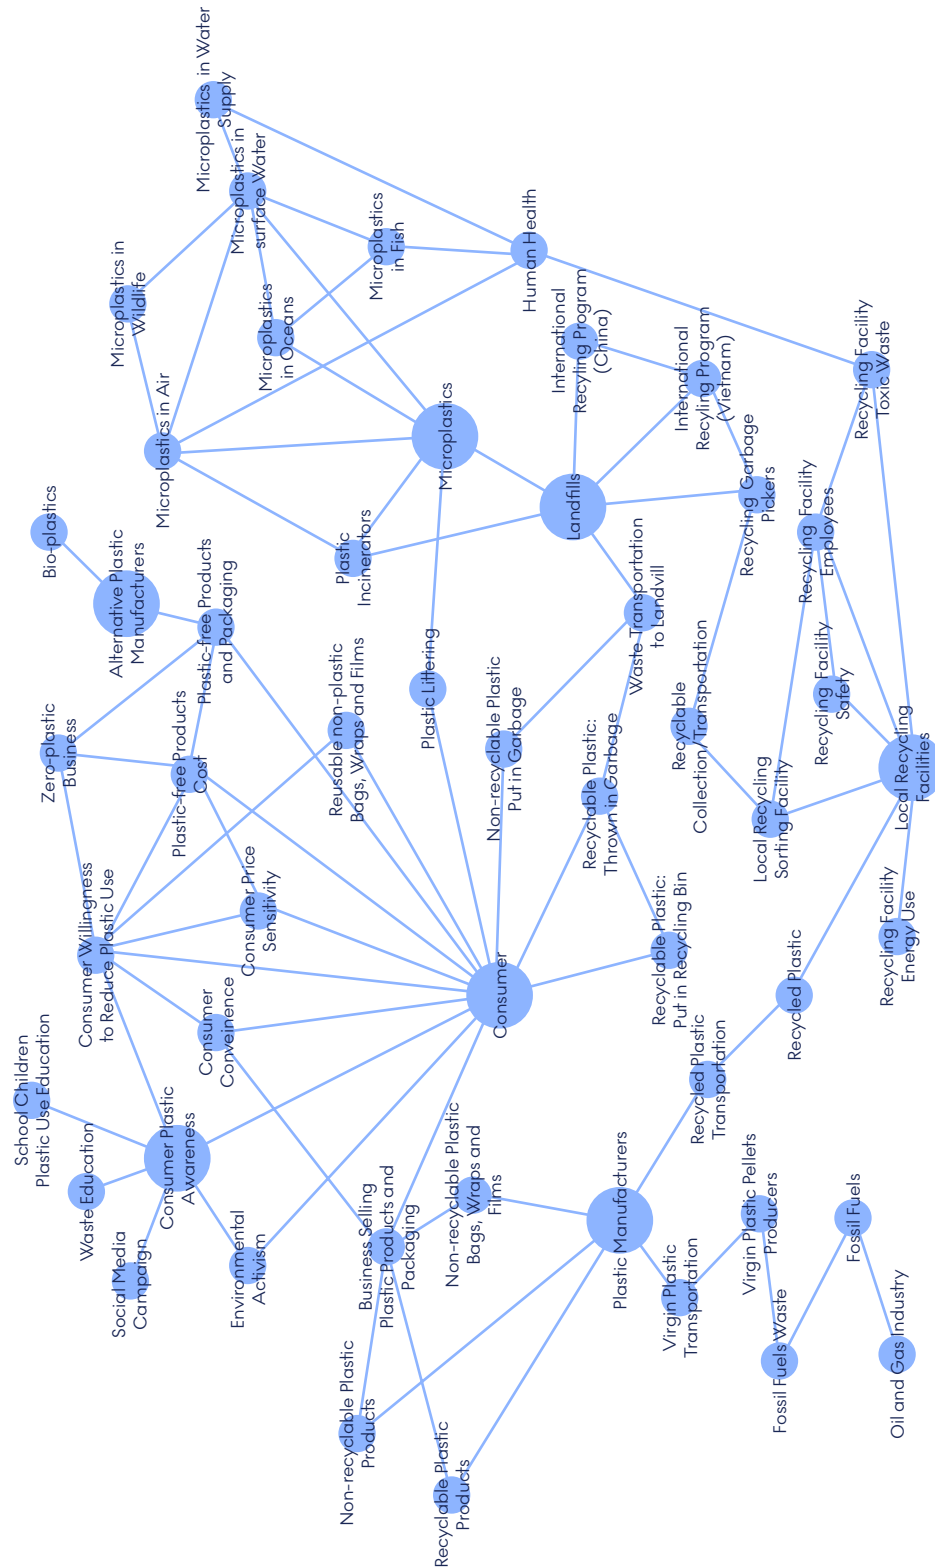 School Children
Plastic Use Education
Waste Education
Social Media
Campaign
Consumer Plastic
Awareness
Environmental
Activism
Consumer Willingness
to Reduce Plastic Use
Consumer
Conveinence
Consumer Price
Sensitivity
Zero-plastic
Business
Plastic-free Products
Cost
Plastic-free Products
and Packaging
Alternative Plastic
Manufacturers
Bio-plastics
Reusable non-plastic
Bags, Wraps and Films
Plastic Littering
Non-recyclable Plastic
Put in Garbage
Recyclable Plastic:
Thrown in Garbage
Recyclable Plastic:
Put in Recycling Bin
Consumer
Business Selling
Plastic Products and
Packaging
Non-recyclable Plastic
Bags, Wraps and
Films
Non-recyclable Plastic
Products
Recyclable Plastic
Products
Plastic Manufacturers
Virgin Plastic
Transportation
Virgin Plastic Pellets
Producers
Fossil Fuels Waste
Fossil Fuels
Oil and Gas Industry
Recycled Plastic
Transportation
Recycled Plastic
Recycling Facility
Energy Use
Local Recycling
Facilities
Local Recycling
Sorting Facility
Recycling Facility
Safety
Recycling Facility
Employees
Recycling Facility
Toxic Waste
Recyclable
Collection/Transportation
Recycling Garbage
Pickers
Waste Transportation
to Landvill
Landfills
International
Recyling Program
(China)
International
Recyling Program
(Vietnam)
Human Health
Plastic
Incinerators
Microplastics
Microplastics in Air
Microplastics in
Wildlife
Microplastics
in Oceans
Microplastics
in Fish
Microplastics in
surface Water
Microplastics in Water
Supply